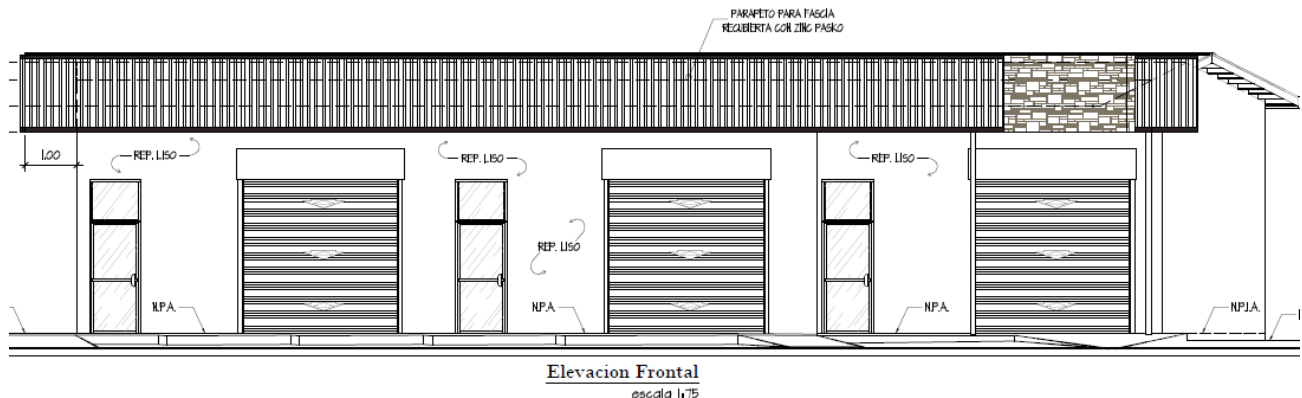 PARAPETO PARA FASCIA
RECUBIERTA CON ZINC PASKO
1.00
REP. LISO
REP. LISO
REP. LISO
REP. LISO
N.P.A.
N.P.A.
N.P.A.
N.P.I.A.
Elevacion Frontal
escala 1:75